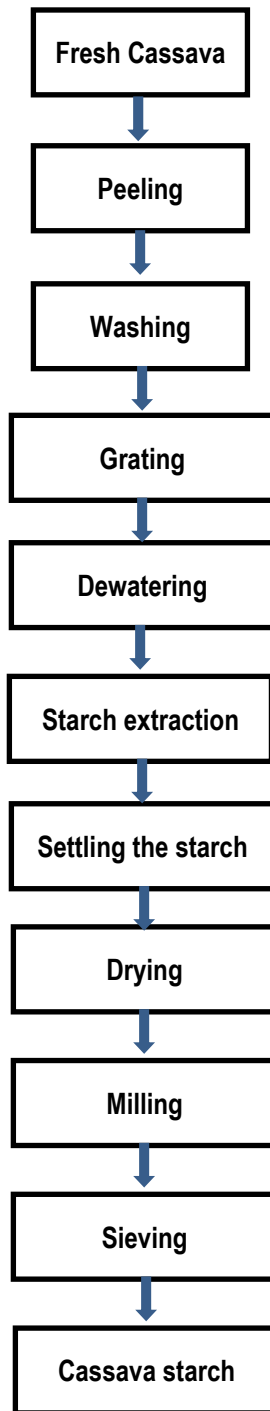 Fresh Cassava
Peeling
Washing
Grating
Dewatering
Starch extraction
Settling the starch
Drying
Milling
Sieving
Cassava starch